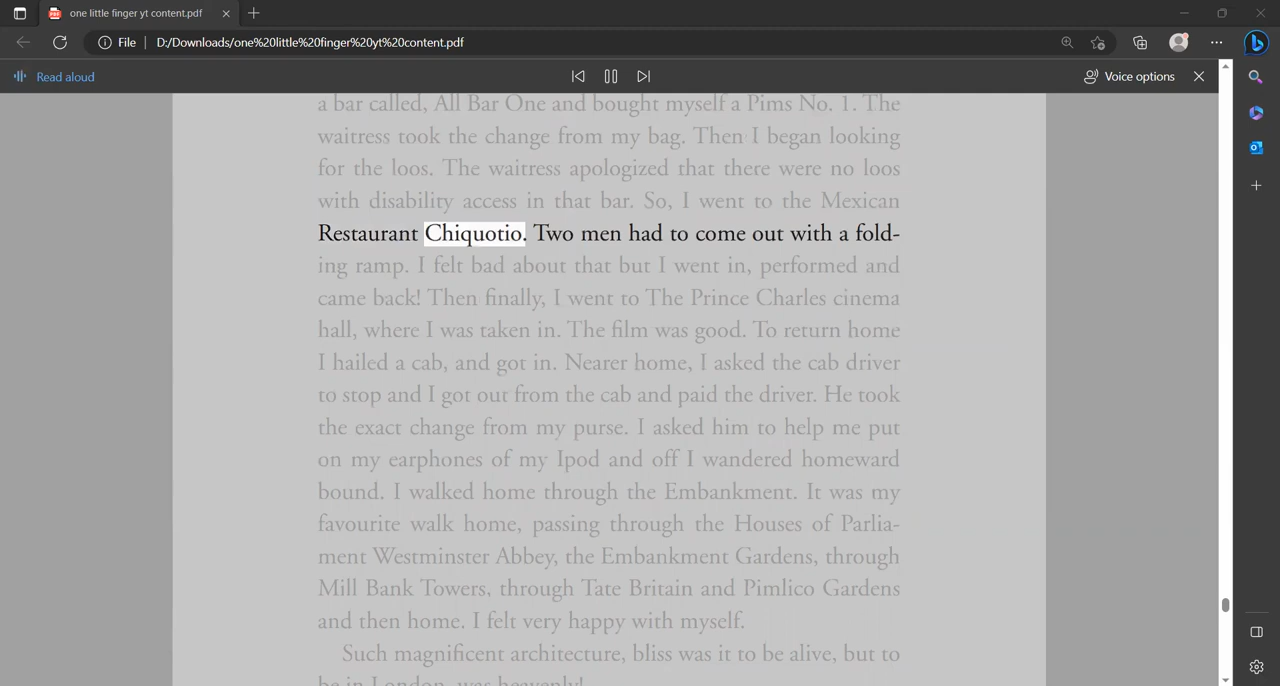 one little finger yt content.pdf
File
D:/Downloads/one%20little%20finger%20yt%20content.pdf
Read aloud
Voice options
a bar called, All Bar One and bought myself a Pims No. 1. The
waitress took the change from my bag. Then I began looking
for the loos. The waitress apologized that there were no loos
with disability access in that bar. So, I went to the Mexican
Restaurant Chiquotio. Two men had to come out with a fold-
ing ramp. I felt bad about that but I went in, performed and
came back! Then finally, I went to The Prince Charles cinema
hall, where I was taken in. The film was good. To return home
I hailed a cab, and got in. Nearer home, I asked the cab driver
to stop and I got out from the cab and paid the driver. He took
the exact change from my purse. I asked him to help me put
on my earphones of my Ipod and off I wandered homeward
bound. I walked home through the Embankment. It was my
favourite walk home, passing through the Houses of Parlia-
ment Westminster Abbey, the Embankment Gardens, through
Mill Bank Towers, through Tate Britain and Pimlico Gardens
and then home. I felt very happy with myself.
Such magnificent architecture, bliss was it to be alive, but to
be in London, was heavenly!